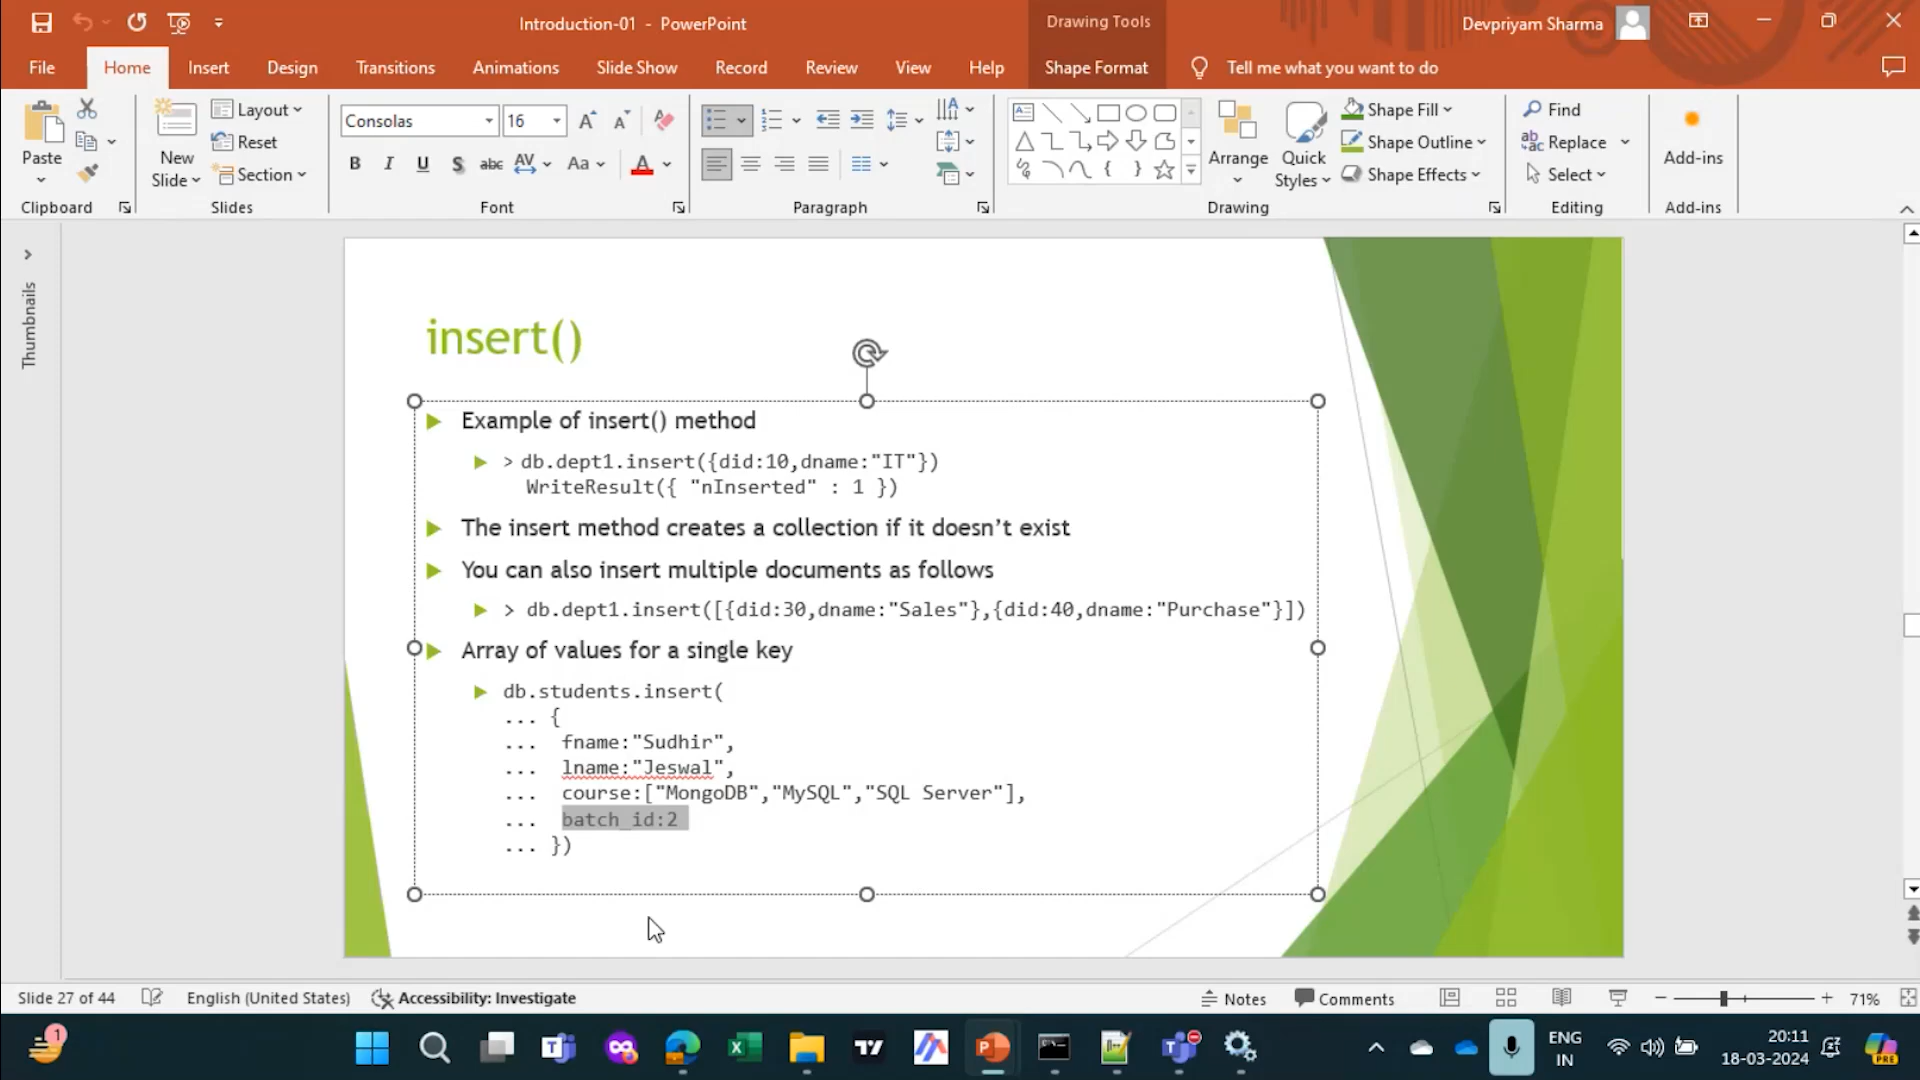 Introduction-01 - PowerPoint
Drawing Tools
Devpriyam Sharma
File
Home
Insert
Design
Transitions
Animations
Slide Show
Record
Review
View
Help
Shape Format
Tell me what you want to do
Paste
New
Slide
Layout
Reset
Section
Consolas
16
B I U S abc AV Aa A
Arrange
Quick
Styles
Shape Fill
Shape Outline
Shape Effects
Find
Replace
Select
Add-ins
Clipboard
Slides
Font
Paragraph
Drawing
Editing
Add-ins
Thumbnails
insert()
Example of insert() method
> db.dept1.insert({did:10,dname:"IT"})
WriteResult({ "nInserted" : 1 })
The insert method creates a collection if it doesn’t exist
You can also insert multiple documents as follows
> db.dept1.insert([{did:30,dname:"Sales"},{did:40,dname:"Purchase"}])
Array of values for a single key
db.students.insert(
... {
... fname:"Sudhir",
... lname:"Jeswal",
... course:["MongoDB","MySQL","SQL Server"],
... batch_id:2
... })
Slide 27 of 44
English (United States)
Accessibility: Investigate
Notes
Comments
71%
1
ENG
IN
20:11
18-03-2024
PRE